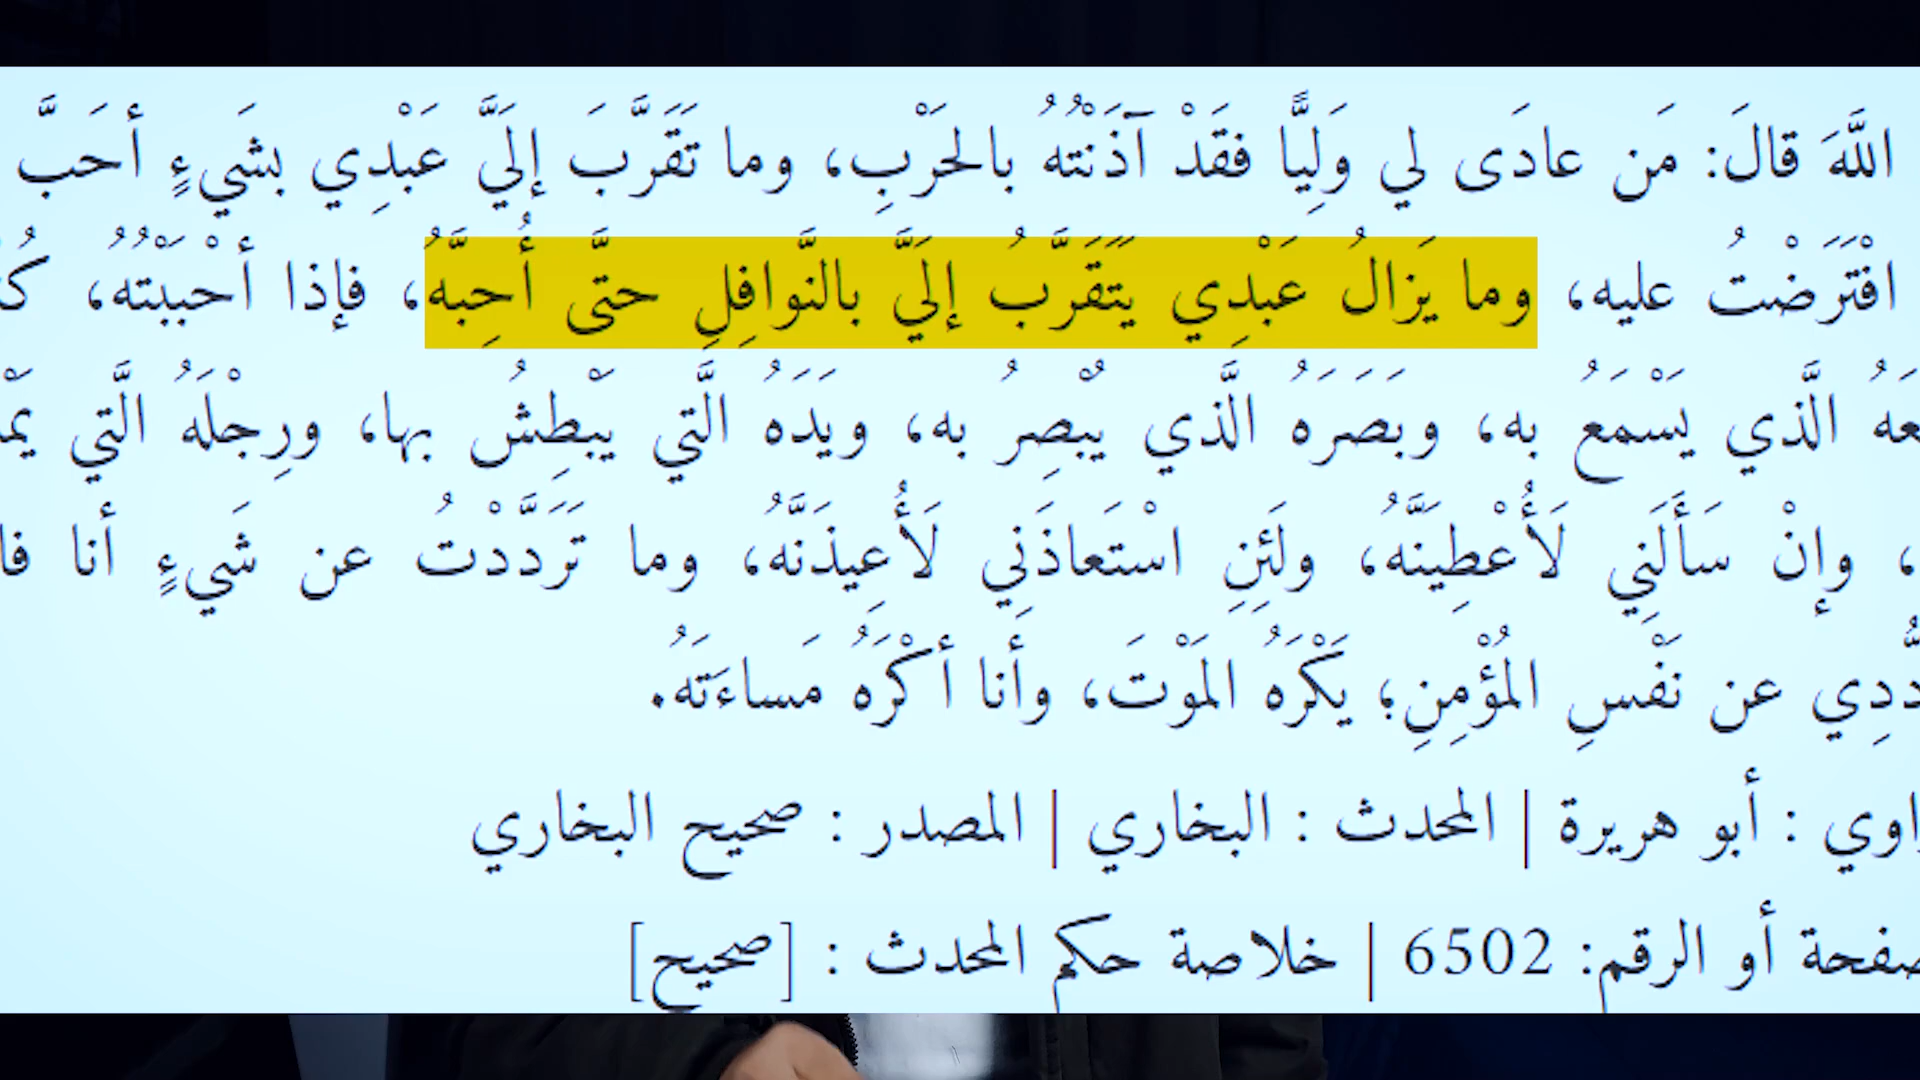 اللَّهَ قالَ: مَن عادَى لي وَلِيًّا فقَدْ آذَنْتُهُ بالحَرْبِ، وما تَقَرَّبَ إلَيَّ عَبْدِي بشَيءٍ أحَبَّ
افْتَرَضْتُ عليه، وما يَزالُ عَبْدِي يَتَقَرَّبُ إلَيَّ بالنَّوافِلِ حتَّى أُحِبَّهُ، فإذا أحْبَبْتُهُ،
الَّذي يَسْمَعُ به، وبَصَرَهُ الَّذي يُبْصِرُ به، ويَدَهُ الَّتي يَبْطِشُ بها، ورِجْلَهُ الَّتي
، وإنْ سَأَلَنِي لَأُعْطِيَنَّهُ، ولَئِنِ اسْتَعاذَنِي لَأُعِيذَنَّهُ، وما تَرَدَّدْتُ عن شَيءٍ أنا
عن نَفْسِ المُؤْمِنِ؛ يَكْرَهُ المَوْتَ، وأنا أكْرَهُ مَساءَتَهُ.
: أبو هريرة | المحدث : البخاري | المصدر : صحيح البخاري
أو الرقم: 6502 | خلاصة حكم المحدث : [صحيح]